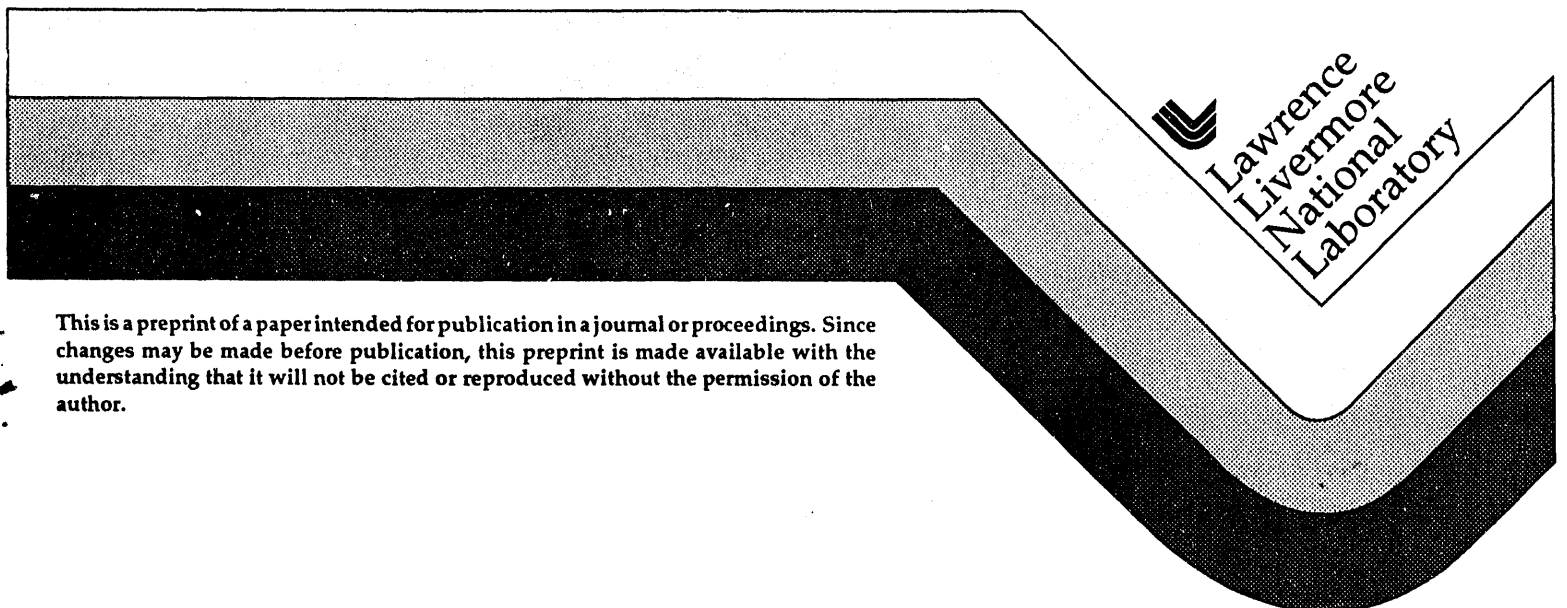 Lawrence
Livermore
National
Laboratory
This is a preprint of a paper intended for publication in a journal or proceedings. Since
changes may be made before publication, this preprint is made available with the
understanding that it will not be cited or reproduced without the permission of the
author.